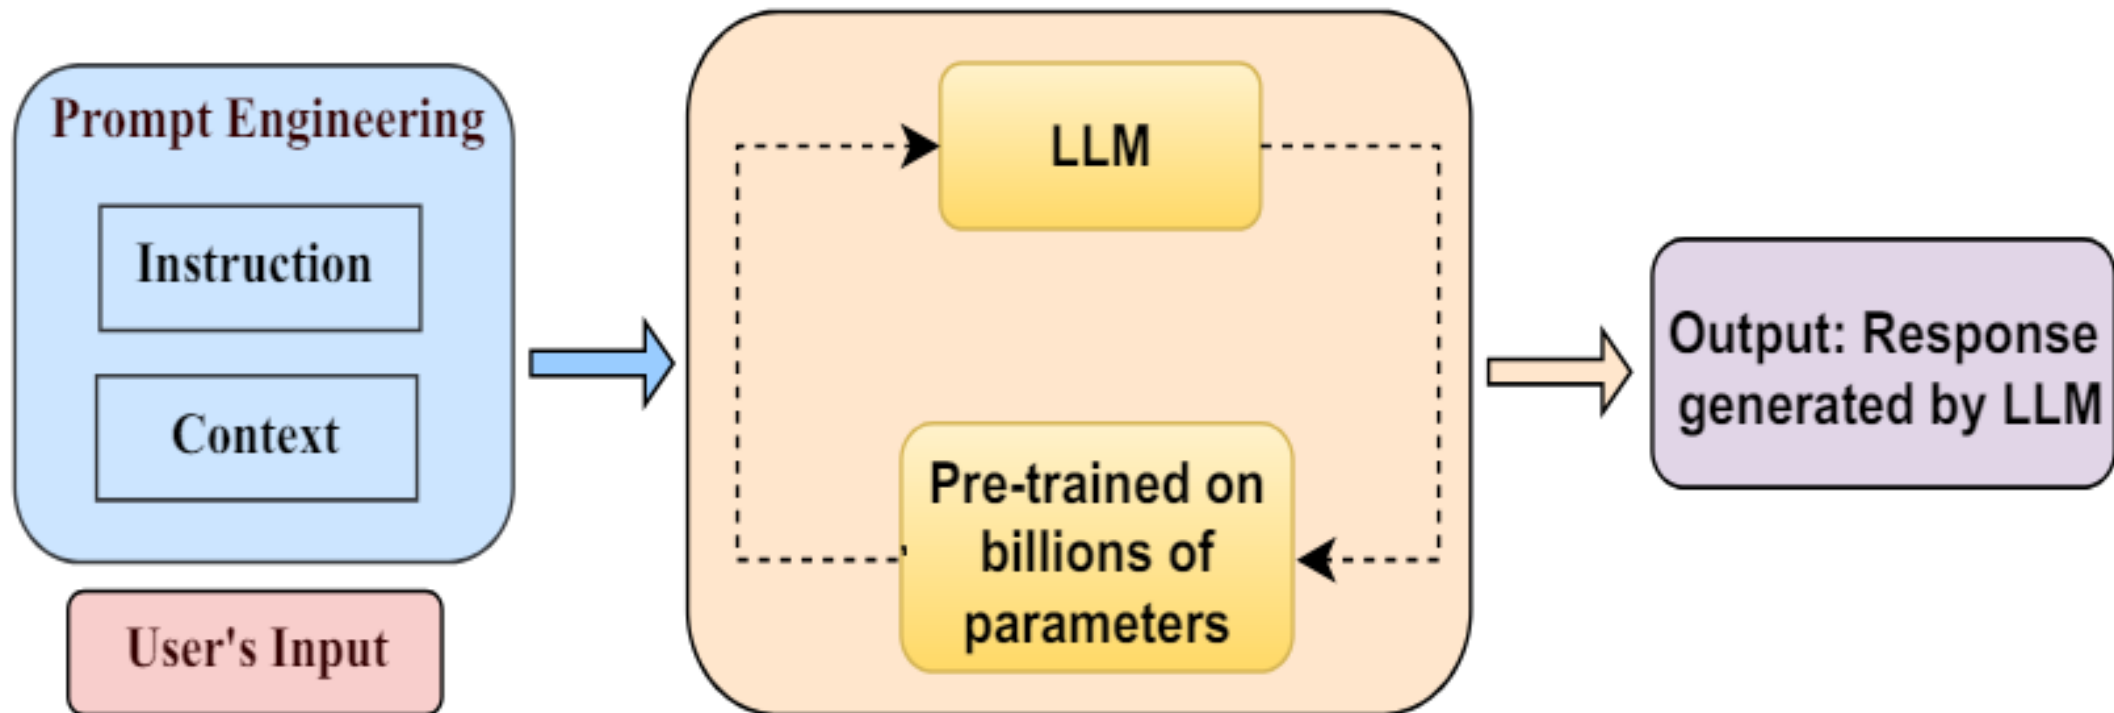 Prompt Engineering
Instruction
Context
User's Input
LLM
Pre-trained on
billions of
parameters
Output: Response
generated by LLM